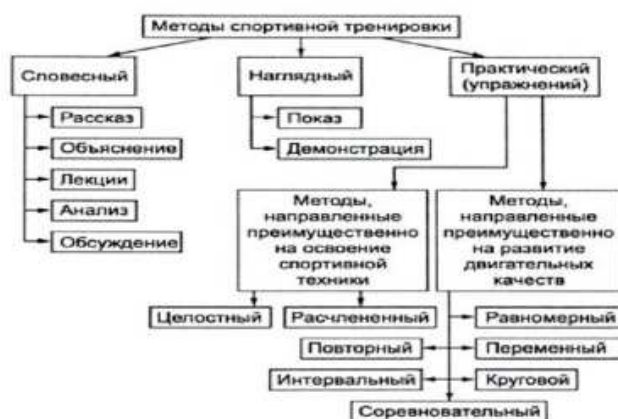 Методы спортивной тренировки
Словесный
Наглядный
Практический
(упражнений)
Рассказ
Объяснение
Лекции
Анализ
Обсуждение
Показ
Демонстрация
Методы,
направленные
преимущественно
на освоение
спортивной
техники
Методы,
направленные
преимущественно
на развитие
двигательных
качеств
Целостный
Расчлененный
Равномерный
Повторный
Переменный
Интервальный
Круговой
Соревновательный